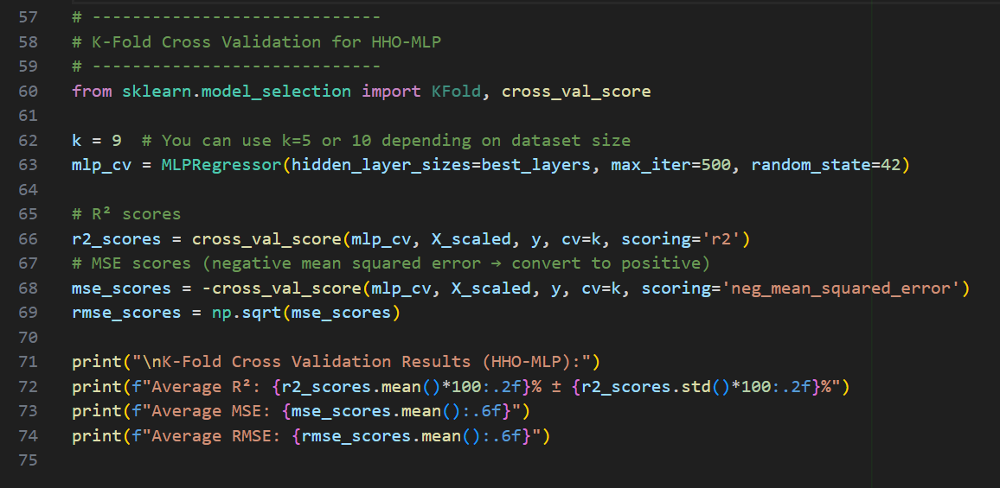 57 # -----------------------------
58 # K-Fold Cross Validation for HHO-MLP
59 # -----------------------------
60 from sklearn.model_selection import KFold, cross_val_score
61
62 k = 9  # You can use k=5 or 10 depending on dataset size
63 mlp_cv = MLPRegressor(hidden_layer_sizes=best_layers, max_iter=500, random_state=42)
64
65 # R² scores
66 r2_scores = cross_val_score(mlp_cv, X_scaled, y, cv=k, scoring='r2')
67 # MSE scores (negative mean squared error → convert to positive)
68 mse_scores = -cross_val_score(mlp_cv, X_scaled, y, cv=k, scoring='neg_mean_squared_error')
69 rmse_scores = np.sqrt(mse_scores)
70
71 print("\nK-Fold Cross Validation Results (HHO-MLP):")
72 print(f"Average R²: {r2_scores.mean()*100:.2f}% ± {r2_scores.std()*100:.2f}%")
73 print(f"Average MSE: {mse_scores.mean():.6f}")
74 print(f"Average RMSE: {rmse_scores.mean():.6f}")
75